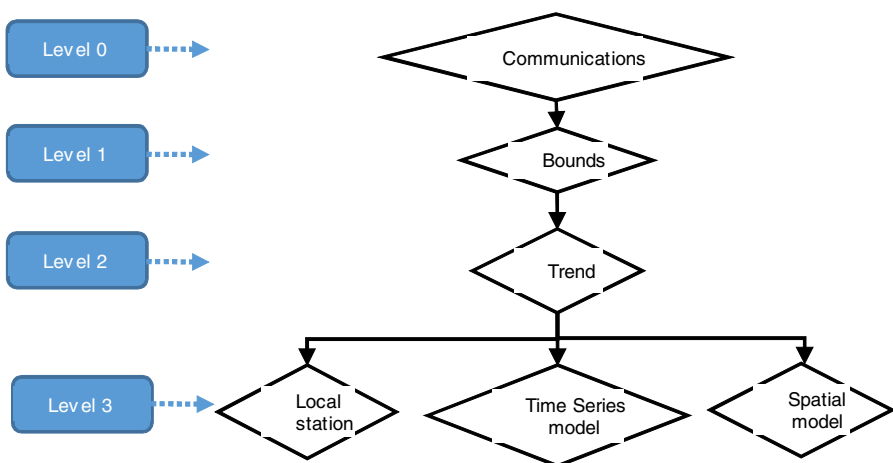 Level 0
Communications
Level 1
Bounds
Level 2
Trend
Level 3
Local
station
Time Series
model
Spatial
model